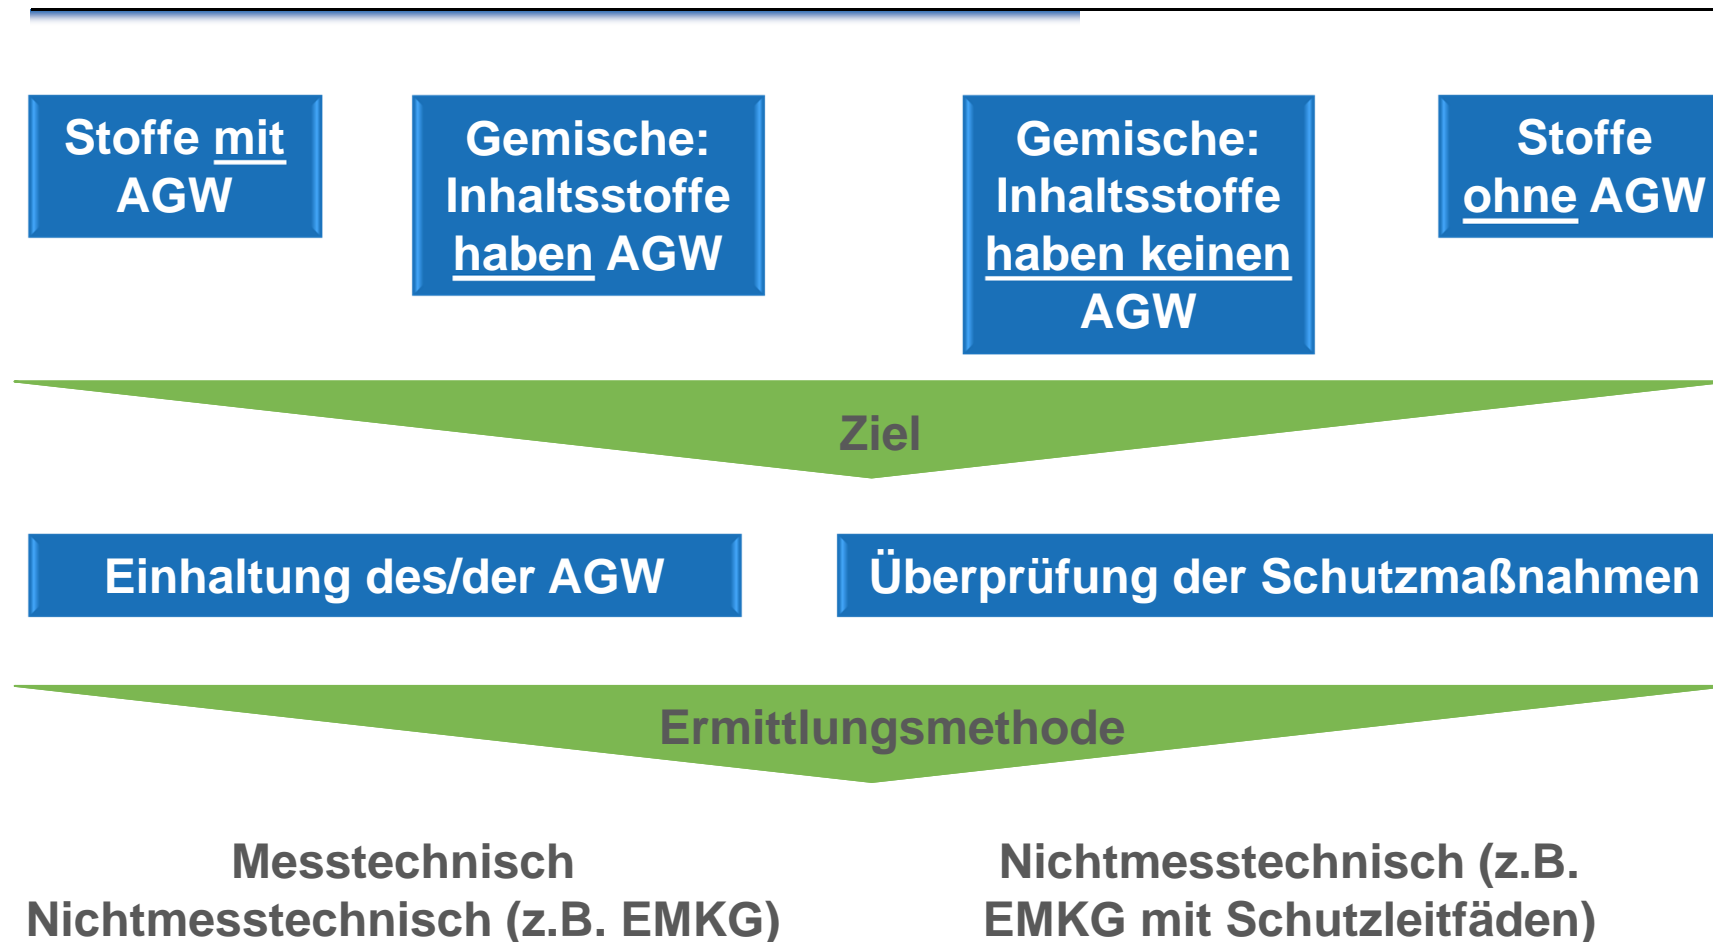 Stoffe mit
AGW
Gemische:
Inhaltsstoffe
haben AGW
Gemische:
Inhaltsstoffe
haben keinen
AGW
Stoffe
ohne AGW
Ziel
Einhaltung des/der AGW
Überprüfung der Schutzmaßnahmen
Ermittlungsmethode
Messtechnisch
Nichtmesstechnisch (z.B. EMKG)
Nichtmesstechnisch (z.B.
EMKG mit Schutzleitfäden)